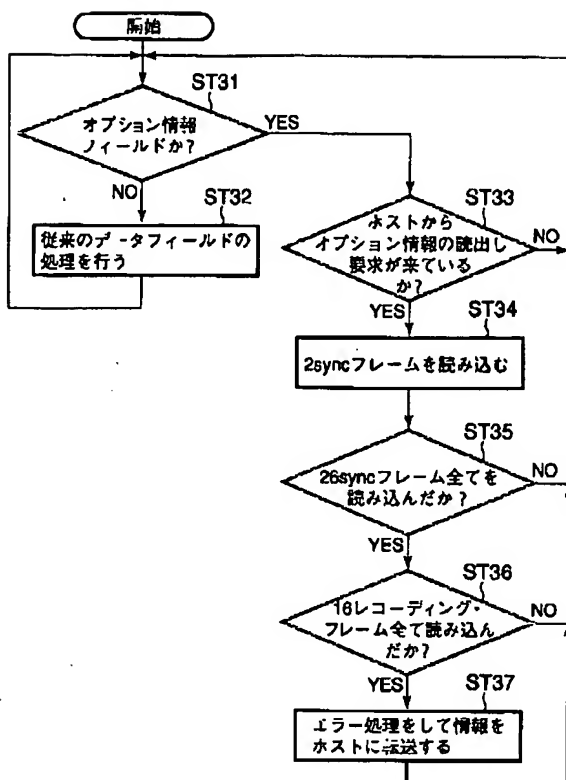 開始
ST31
オプション情報
フィールドか?
YES
NO
ST32
従来のデータフィールドの
処理を行う
ST33
ホストから
オプション情報の読出し
要求が来ている
か?
NO
YES
ST34
2syncフレームを読み込む
ST35
26syncフレーム全てを
読み込んだか?
NO
YES
ST36
16レコーディング・
フレーム全て読み込ん
だか?
NO
YES
ST37
エラー処理をして情報を
ホストに転送する